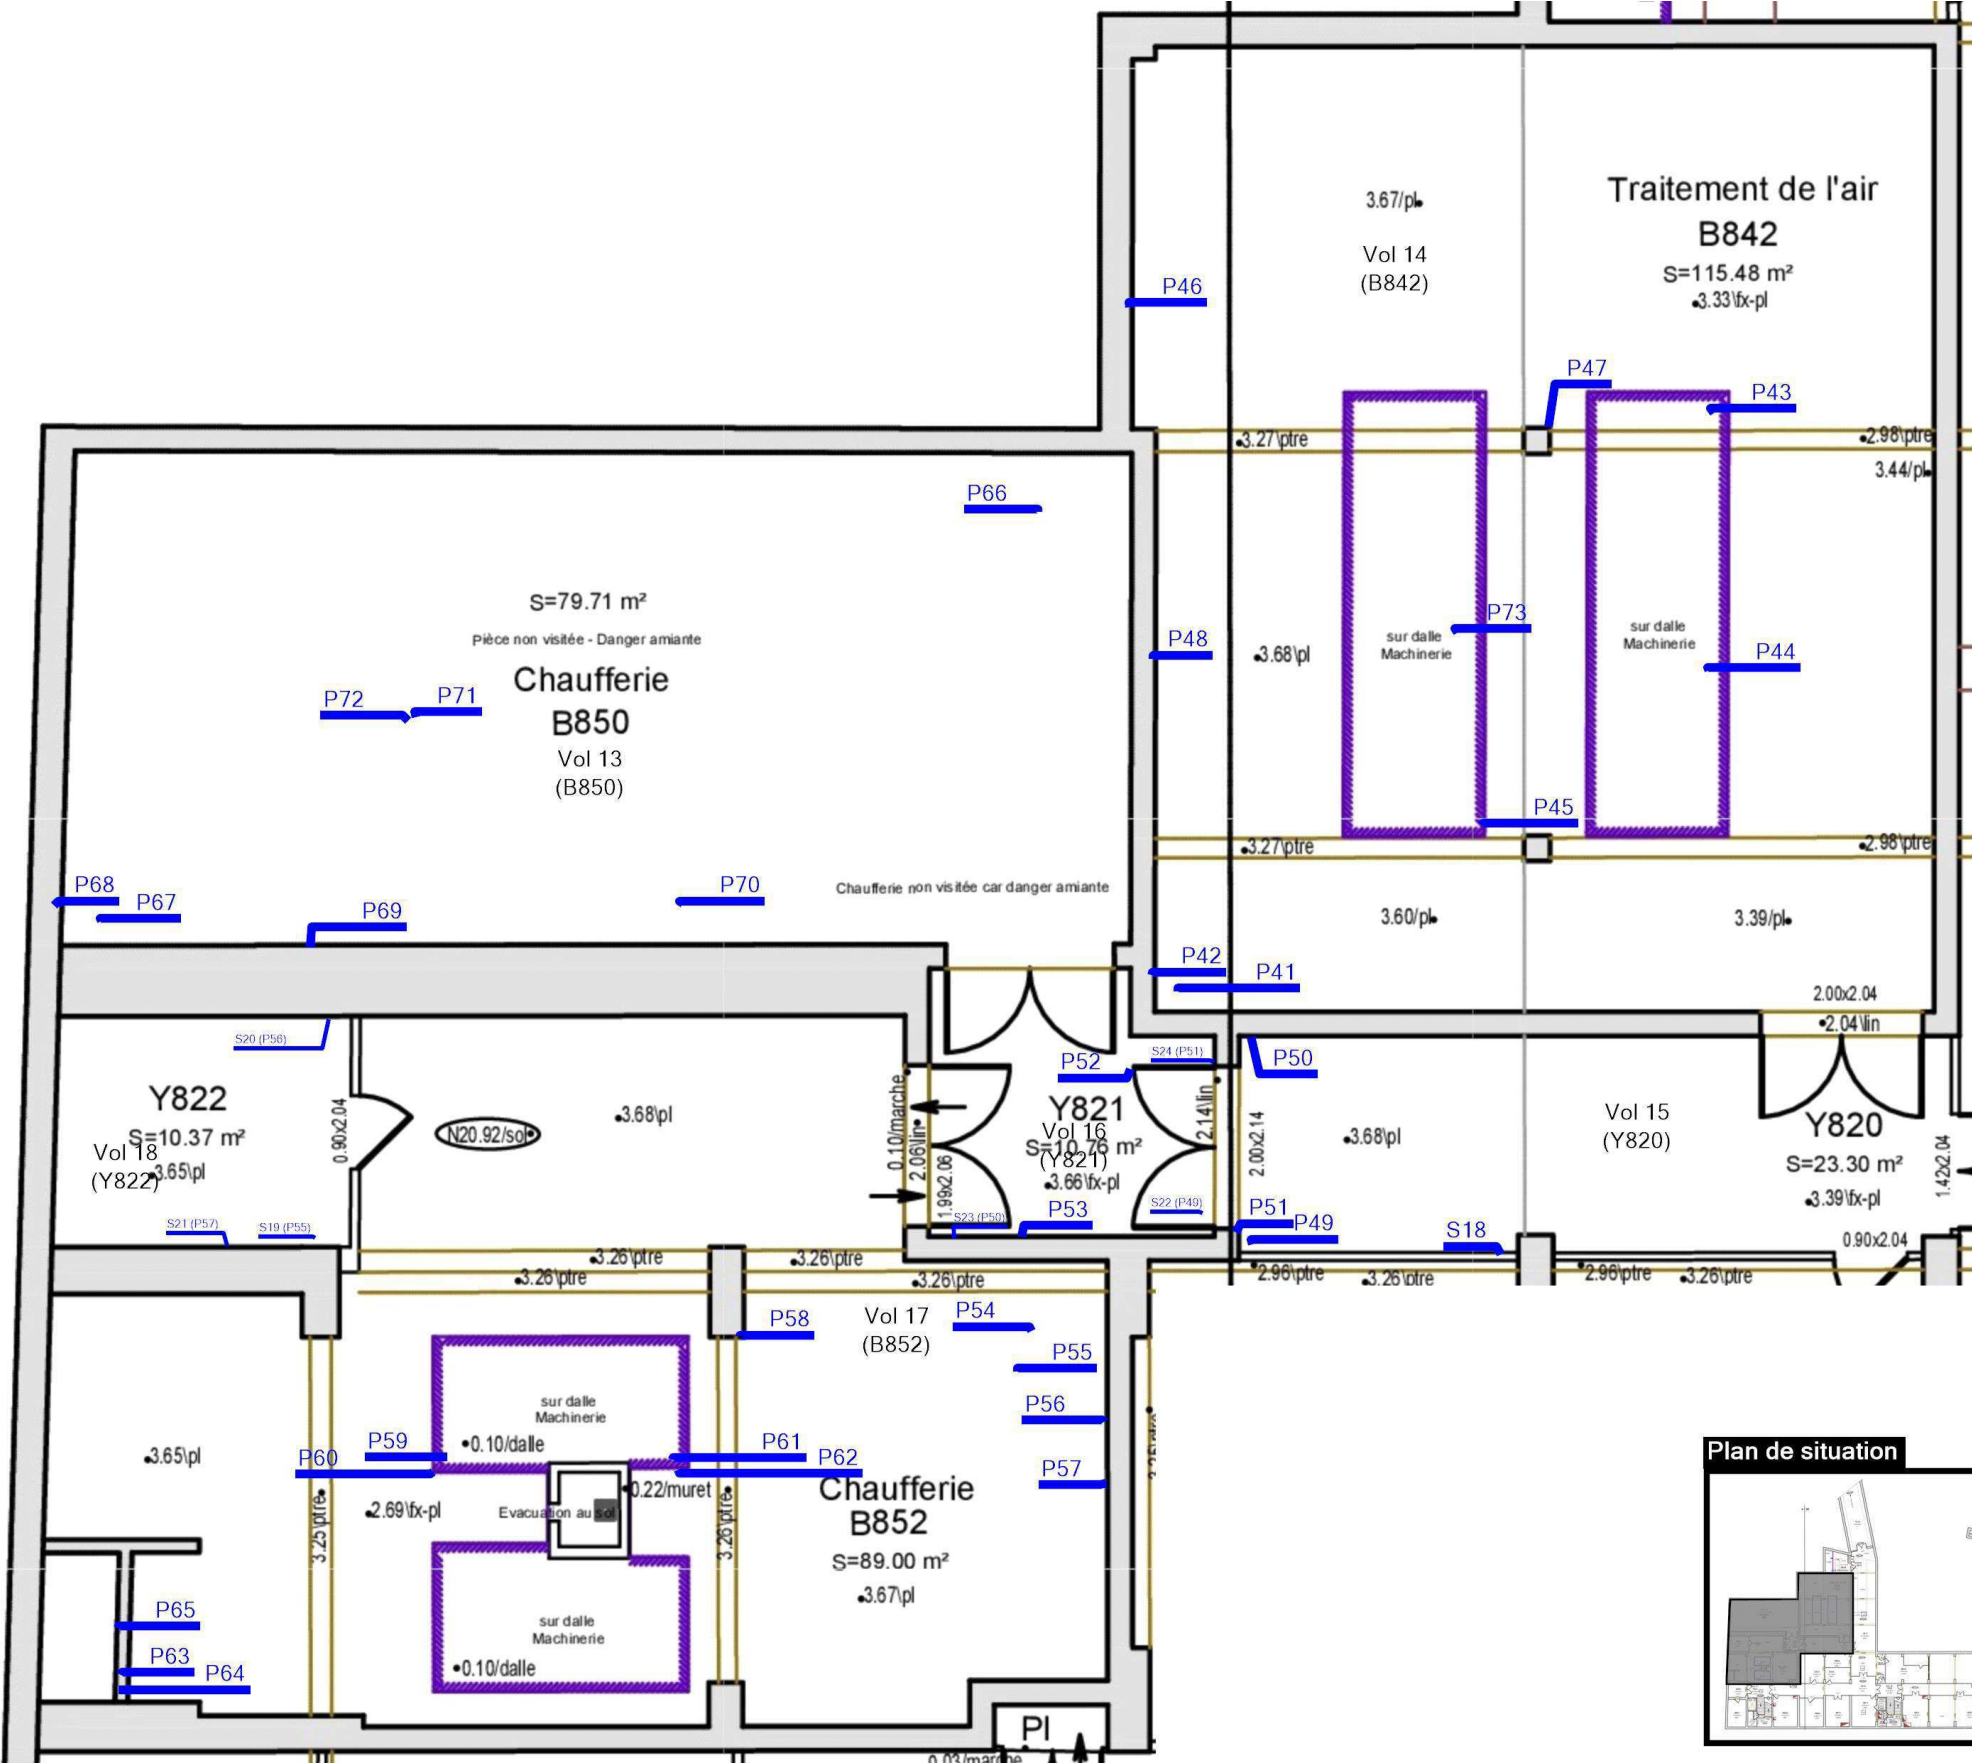 Traitement de l'air
B842
S=115.48 m²
3.33\fx-pl
3.67/pl
Vol 14
(B842)
P46
P47
P43
3.27\ptre
2.98\ptre
3.44/pl
P66
S=79.71 m²
Pièce non visitée - Danger amiante
Chaufferie
B850
Vol 13
(B850)
P72
P71
P48
3.68\pl
P73
sur dalle
Machinerie
sur dalle
Machinerie
P44
P45
3.27\ptre
2.98\ptre
P68
P67
P69
P70
Chaufferie non visitée car danger amiante
3.60/pl
3.39/pl
P42
P41
2.00x2.04
2.04\lin
S20 (P56)
Y822
S=10.37 m²
Vol 18
(Y822)
3.65\pl
0.90x2.04
N20.92/sol
3.68\pl
0.10/marche
2.06\lin
1.99x2.06
P52
S24 (P51)
Y821
Vol 16
S=10.76 m²
(Y821)
3.66\fx-pl
2.14\lin
2.00x2.14
P50
3.68\pl
Vol 15
(Y820)
Y820
S=23.30 m²
3.39\fx-pl
1.42x2.04
0.90x2.04
S21 (P57)
S19 (P55)
S23 (P50)
P53
S22 (P49)
P51
P49
S18
3.26\ptre
3.26\ptre
3.26\ptre
3.26\ptre
2.96\ptre
3.26\ptre
2.96\ptre
3.26\ptre
P58
Vol 17
(B852)
P54
P55
P56
P57
sur dalle
Machinerie
0.10/dalle
P59
P60
P61
P62
3.65\pl
3.25\ptre
2.69\fx-pl
Evacuation au sol
0.22/muret
3.26\ptre
Chaufferie
B852
S=89.00 m²
3.67\pl
sur dalle
Machinerie
0.10/dalle
P65
P63
P64
PI
0.03/marche
Plan de situation